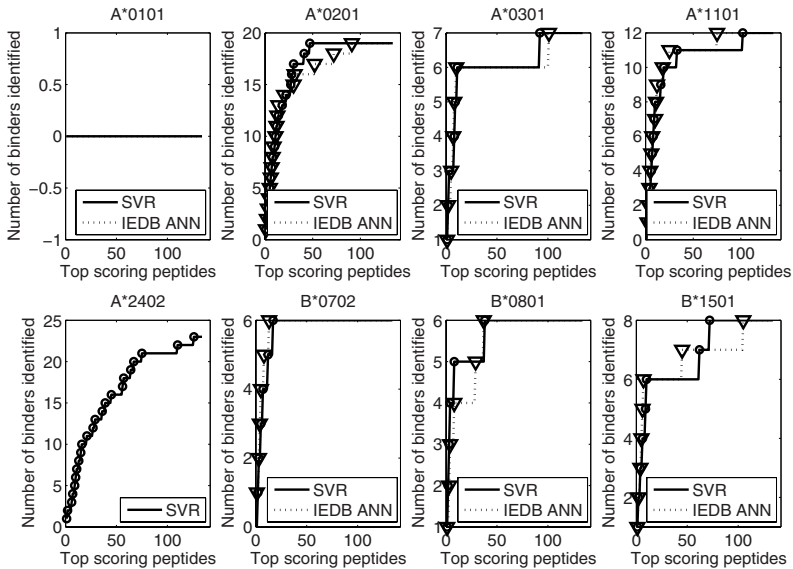 A*0101
Number of binders identified
1
0.5
0
−0.5
−1
0 50 100
Top scoring peptides
SVR
IEDB ANN
A*0201
Number of binders identified
20
15
10
5
0
0 50 100
Top scoring peptides
SVR
IEDB ANN
A*0301
Number of binders identified
7
6
5
4
3
2
1
0 50 100
Top scoring peptides
SVR
IEDB ANN
A*1101
Number of binders identified
12
10
8
6
4
2
0
0 50 100
Top scoring peptides
SVR
IEDB ANN
A*2402
Number of binders identified
25
20
15
10
5
0
0 50 100
Top scoring peptides
SVR
B*0702
Number of binders identified
6
5
4
3
2
1
0
0 50 100
Top scoring peptides
SVR
IEDB ANN
B*0801
Number of binders identified
6
5
4
3
2
1
0 50 100
Top scoring peptides
SVR
IEDB ANN
B*1501
Number of binders identified
8
6
4
2
0 50 100
Top scoring peptides
SVR
IEDB ANN